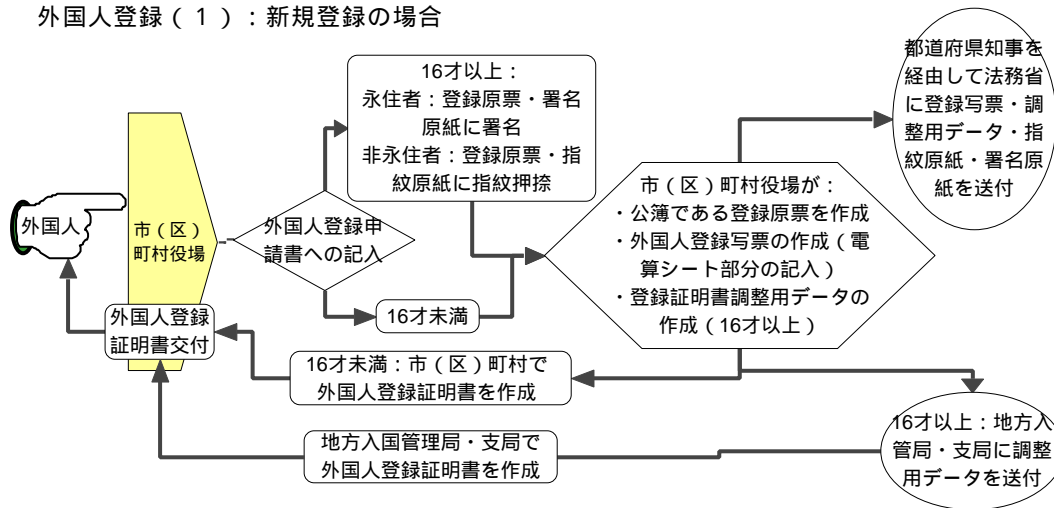 外国人登録（１）：新規登録の場合
外国人
市（区）
町村役場
外国人登録申
請書への記入
16才以上：
永住者：登録原票・署名
原紙に署名
非永住者：登録原票・指
紋原紙に指紋押捺
16才未満
市（区）町村役場が：
・公簿である登録原票を作成
・外国人登録写票の作成（電
算シート部分の記入）
・登録証明書調整用データの
作成（16才以上）
都道府県知事を
経由して法務省
に登録写票・調
整用データ・指
紋原紙・署名原
紙を送付
外国人登録
証明書交付
16才未満：市（区）町村で
外国人登録証明書を作成
地方入国管理局・支局で
外国人登録証明書を作成
16才以上：地方入
管局・支局に調整
用データを送付